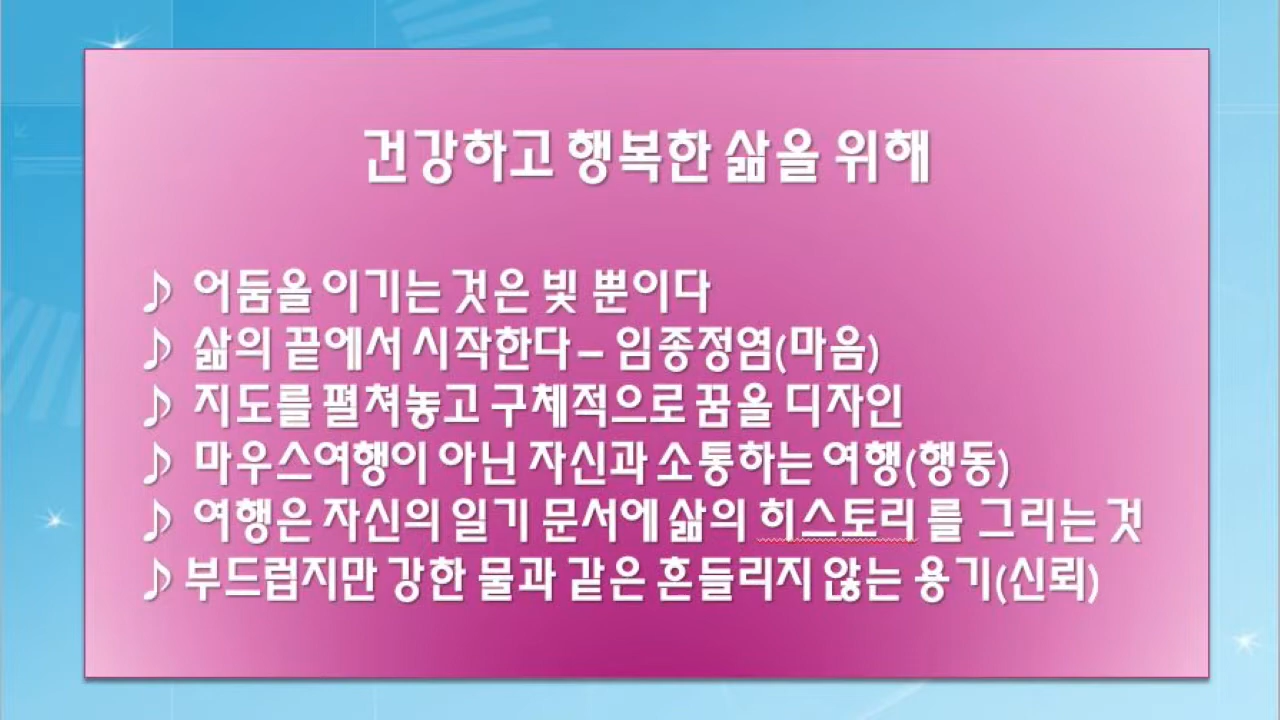 건강하고 행복한 삶을 위해
♪ 어둠을 이기는 것은 빛 뿐이다
♪ 삶의 끝에서 시작한다 – 임종정념(마음)
♪ 지도를 펼쳐놓고 구체적으로 꿈을 디자인
♪ 마우스여행이 아닌 자신과 소통하는 여행(행동)
♪ 여행은 자신의 일기 문서에 삶의 히스토리 를 그리는 것
♪ 부드럽지만 강한 물과 같은 흔들리지 않는 용기(신뢰)